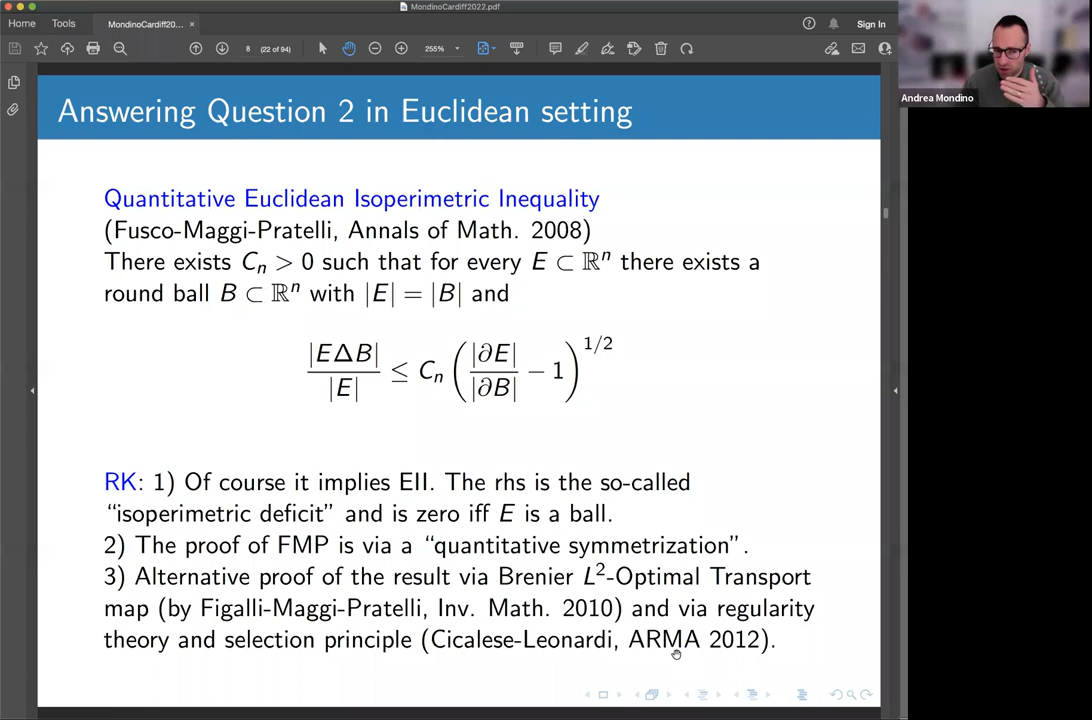 MondinoCardiff2022.pdf
Home Tools MondinoCardiff20... × Sign In
8 (22 of 94) 255%
Andrea Mondino
Answering Question 2 in Euclidean setting
Quantitative Euclidean Isoperimetric Inequality
(Fusco-Maggi-Pratelli, Annals of Math. 2008)
There exists Cₙ > 0 such that for every E ⊂ ℝⁿ there exists a
round ball B ⊂ ℝⁿ with |E| = |B| and
|EΔB| / |E| ≤ Cₙ ( |∂E| / |∂B| − 1 )^1/2
RK: 1) Of course it implies EII. The rhs is the so-called
“isoperimetric deficit” and is zero iff E is a ball.
2) The proof of FMP is via a “quantitative symmetrization”.
3) Alternative proof of the result via Brenier L²-Optimal Transport
map (by Figalli-Maggi-Pratelli, Inv. Math. 2010) and via regularity
theory and selection principle (Cicalese-Leonardi, ARMA 2012).